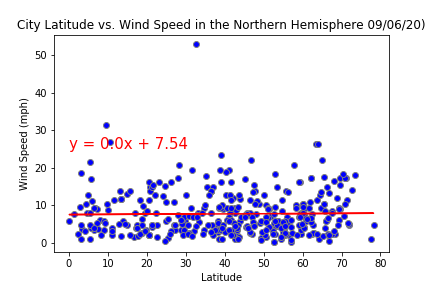 City Latitude vs. Wind Speed in the Northern Hemisphere 09/06/20)
50
40
30
20
10
0
Wind Speed (mph)
y = 0.0x + 7.54
0 10 20 30 40 50 60 70 80
Latitude